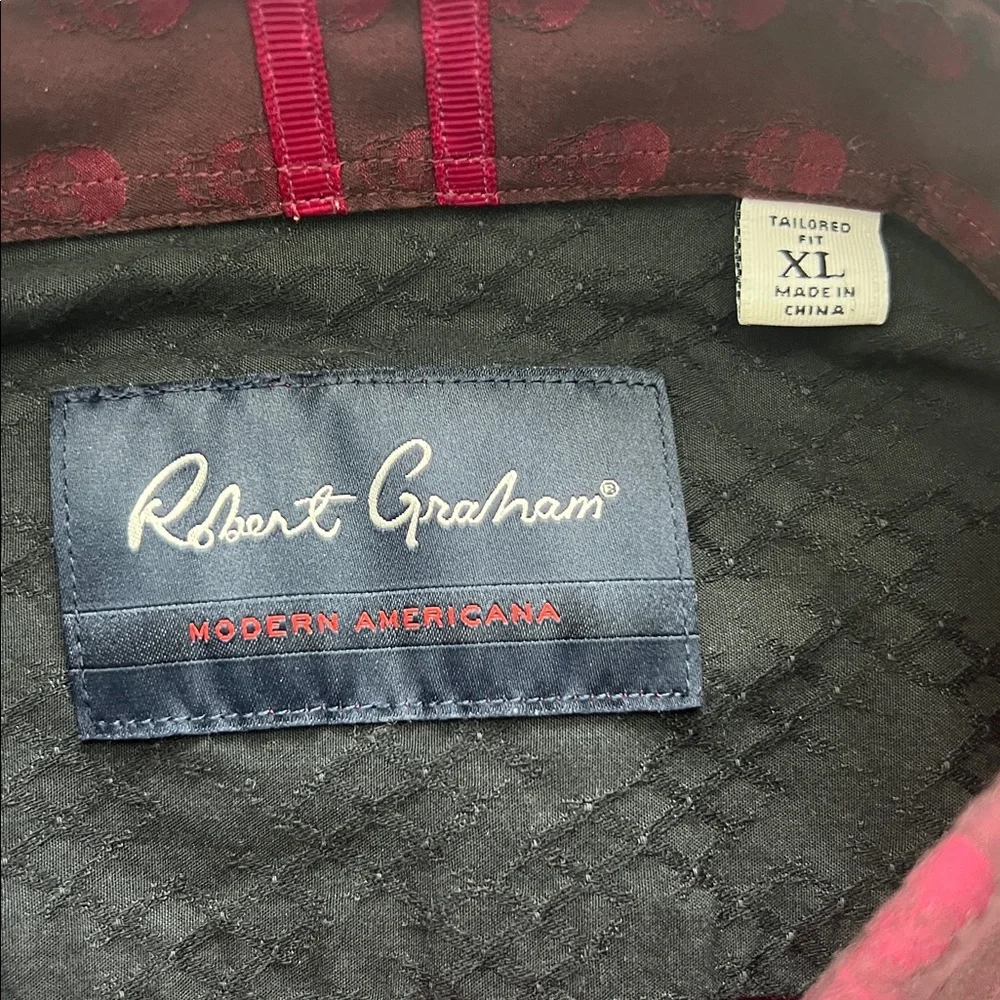 TAILORED
FIT
XL
MADE IN
CHINA
Robert Graham®
MODERN AMERICANA